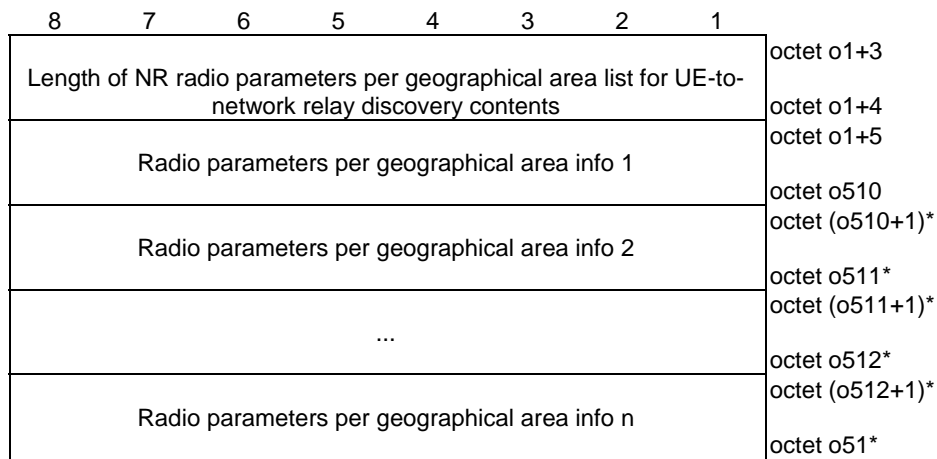 8 7 6 5 4 3 2 1
octet o1+3
Length of NR radio parameters per geographical area list for UE-to-
network relay discovery contents
octet o1+4
octet o1+5
Radio parameters per geographical area info 1
octet o510
octet (o510+1)*
Radio parameters per geographical area info 2
octet o511*
octet (o511+1)*
...
octet o512*
octet (o512+1)*
Radio parameters per geographical area info n
octet o51*